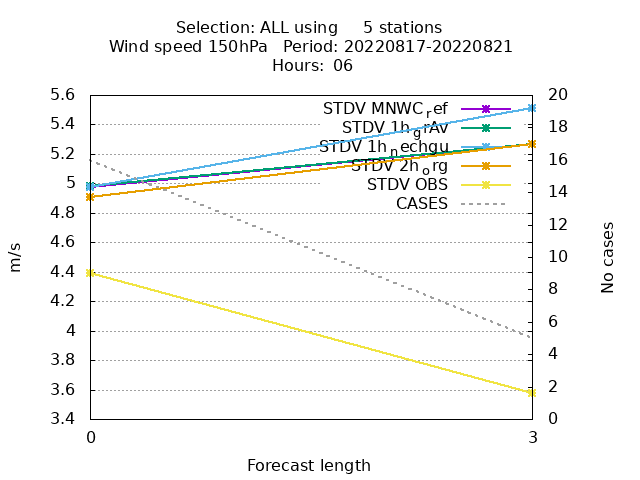 Selection: ALL using     5 stations
Wind speed 150hPa   Period: 20220817-20220821
Hours:  06
5.6
5.4
5.2
5
4.8
4.6
4.4
4.2
4
3.8
3.6
3.4
20
18
16
14
12
10
8
6
4
2
0
STDV MNWC_ref
STDV 1h_grAv
STDV 1h_nechgu
STDV 2h_org
STDV OBS
CASES
m/s
No cases
0
3
Forecast length